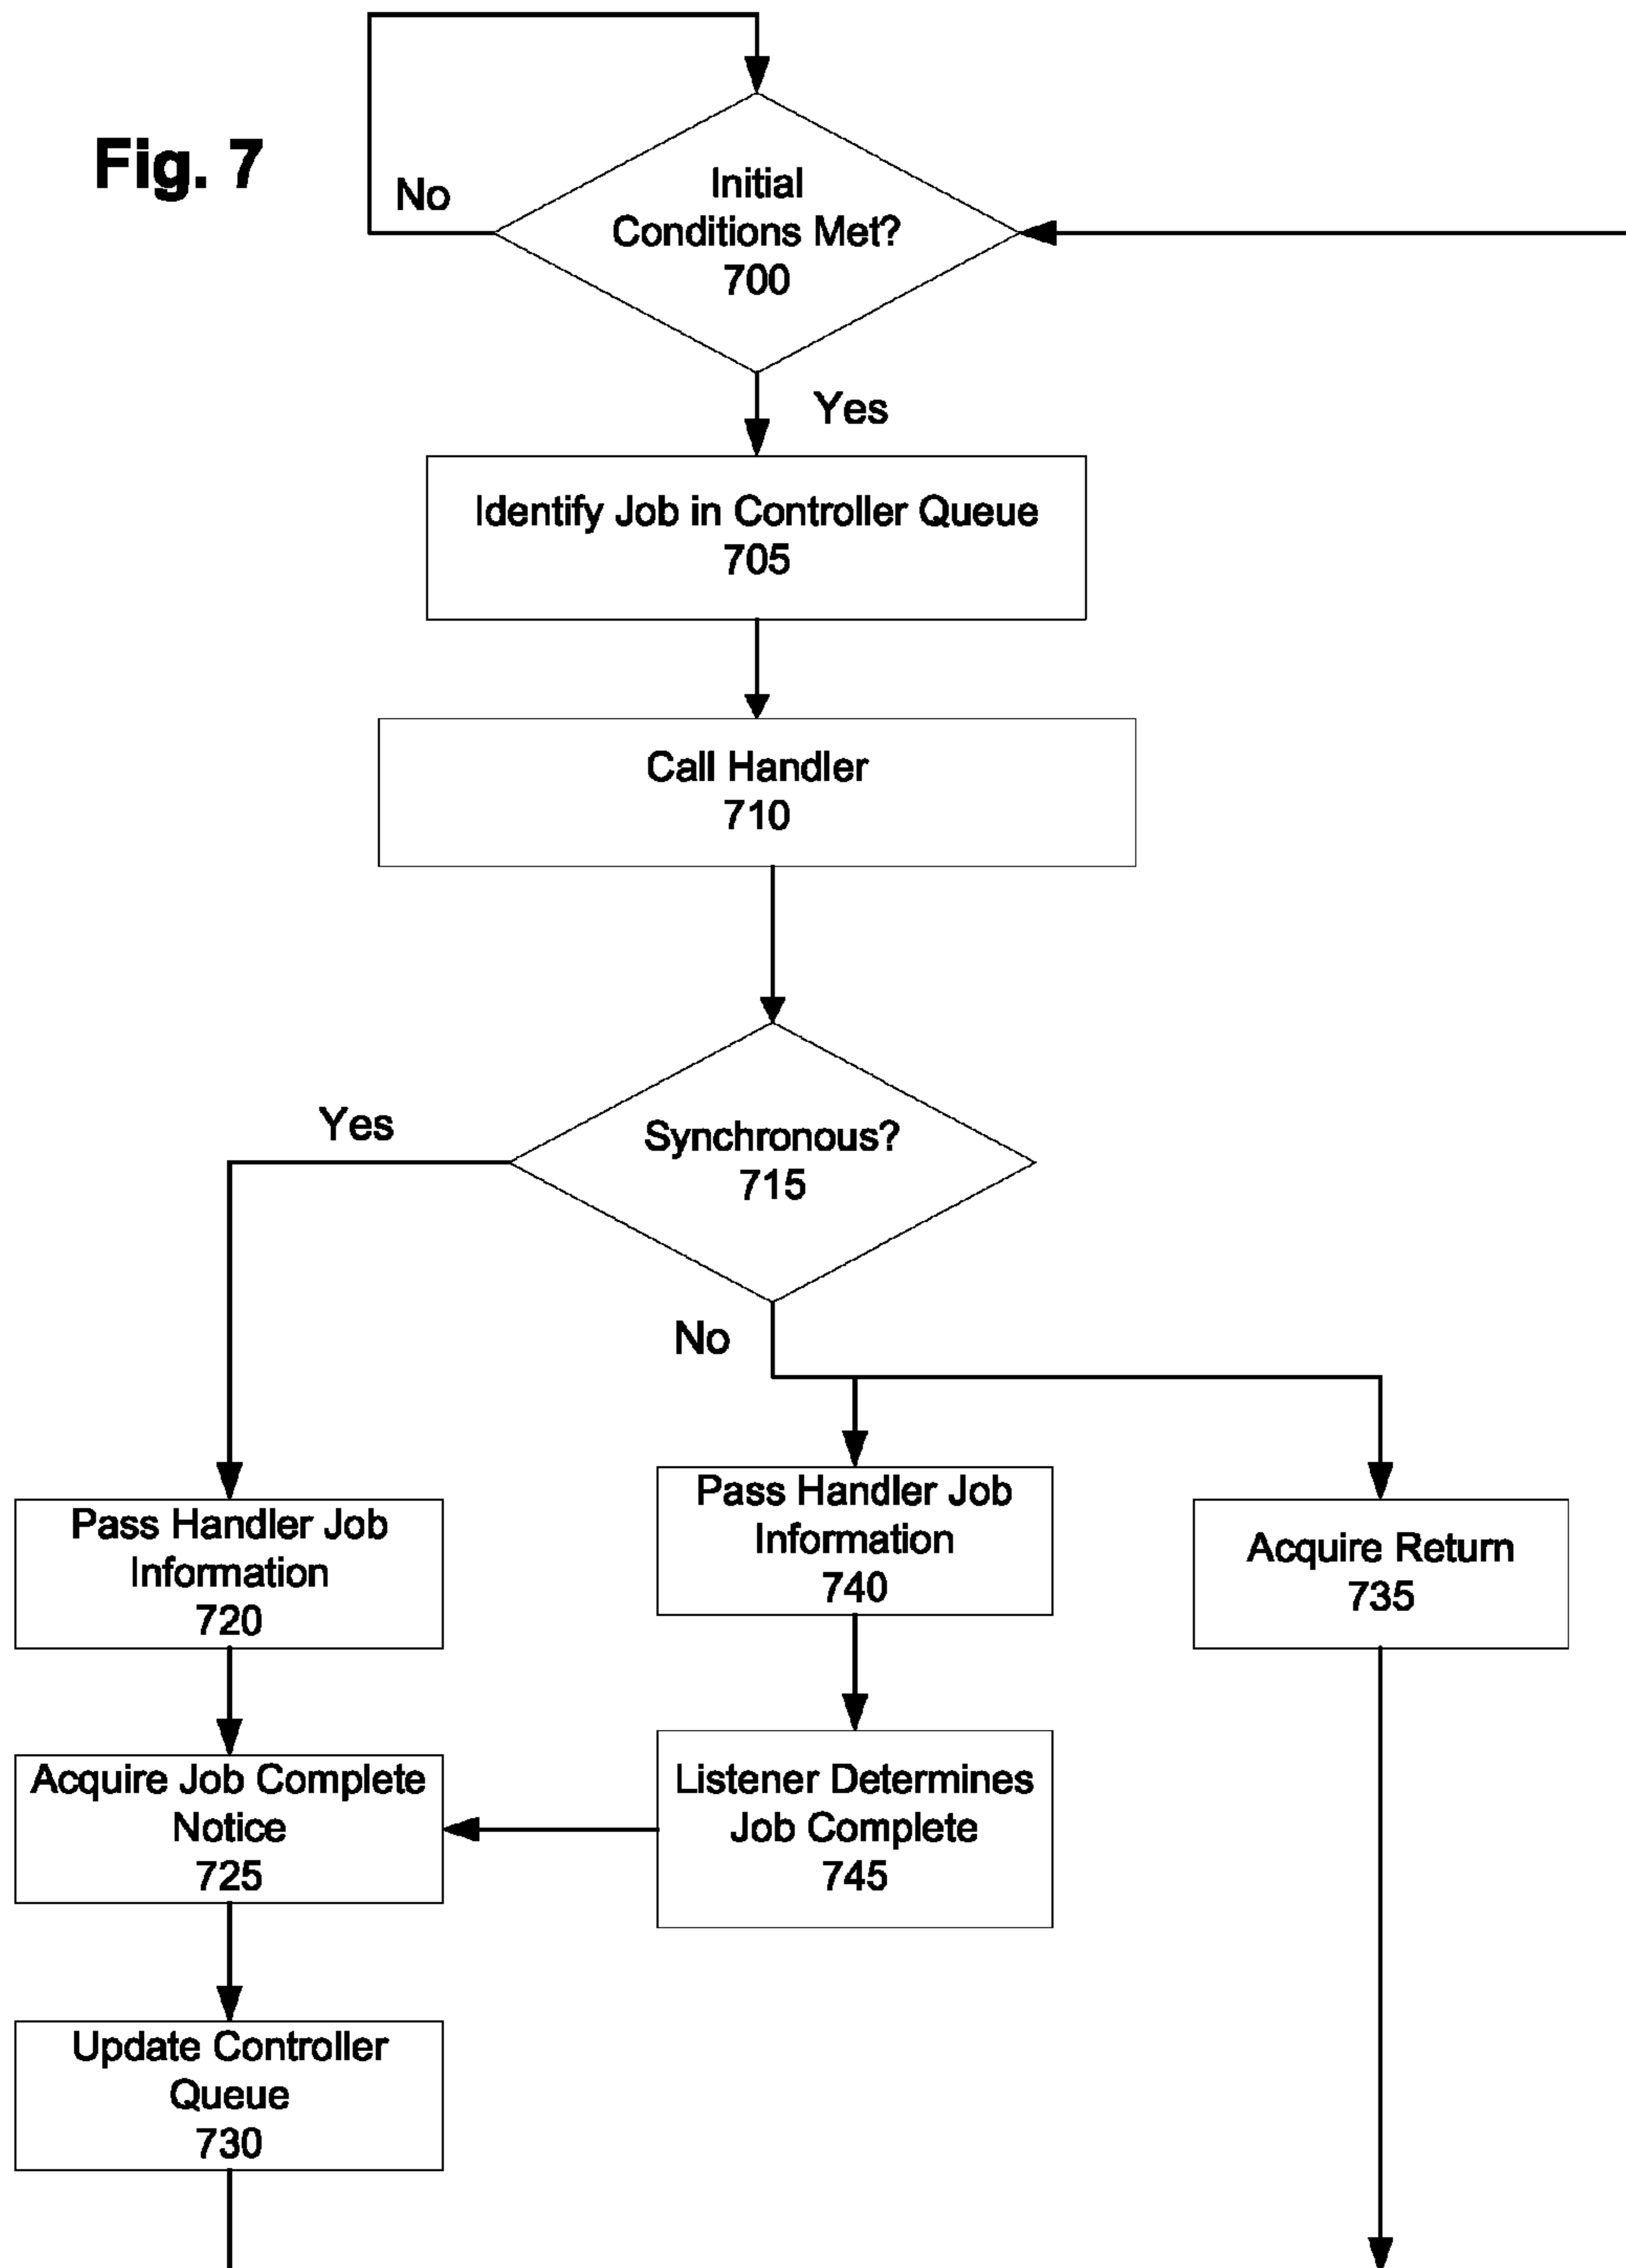 Fig. 7
No
Initial
Conditions Met?
700
Yes
Identify Job in Controller Queue
705
Call Handler
710
Yes
Synchronous?
715
No
Pass Handler Job
Information
720
Pass Handler Job
Information
740
Acquire Return
735
Acquire Job Complete
Notice
725
Listener Determines
Job Complete
745
Update Controller
Queue
730